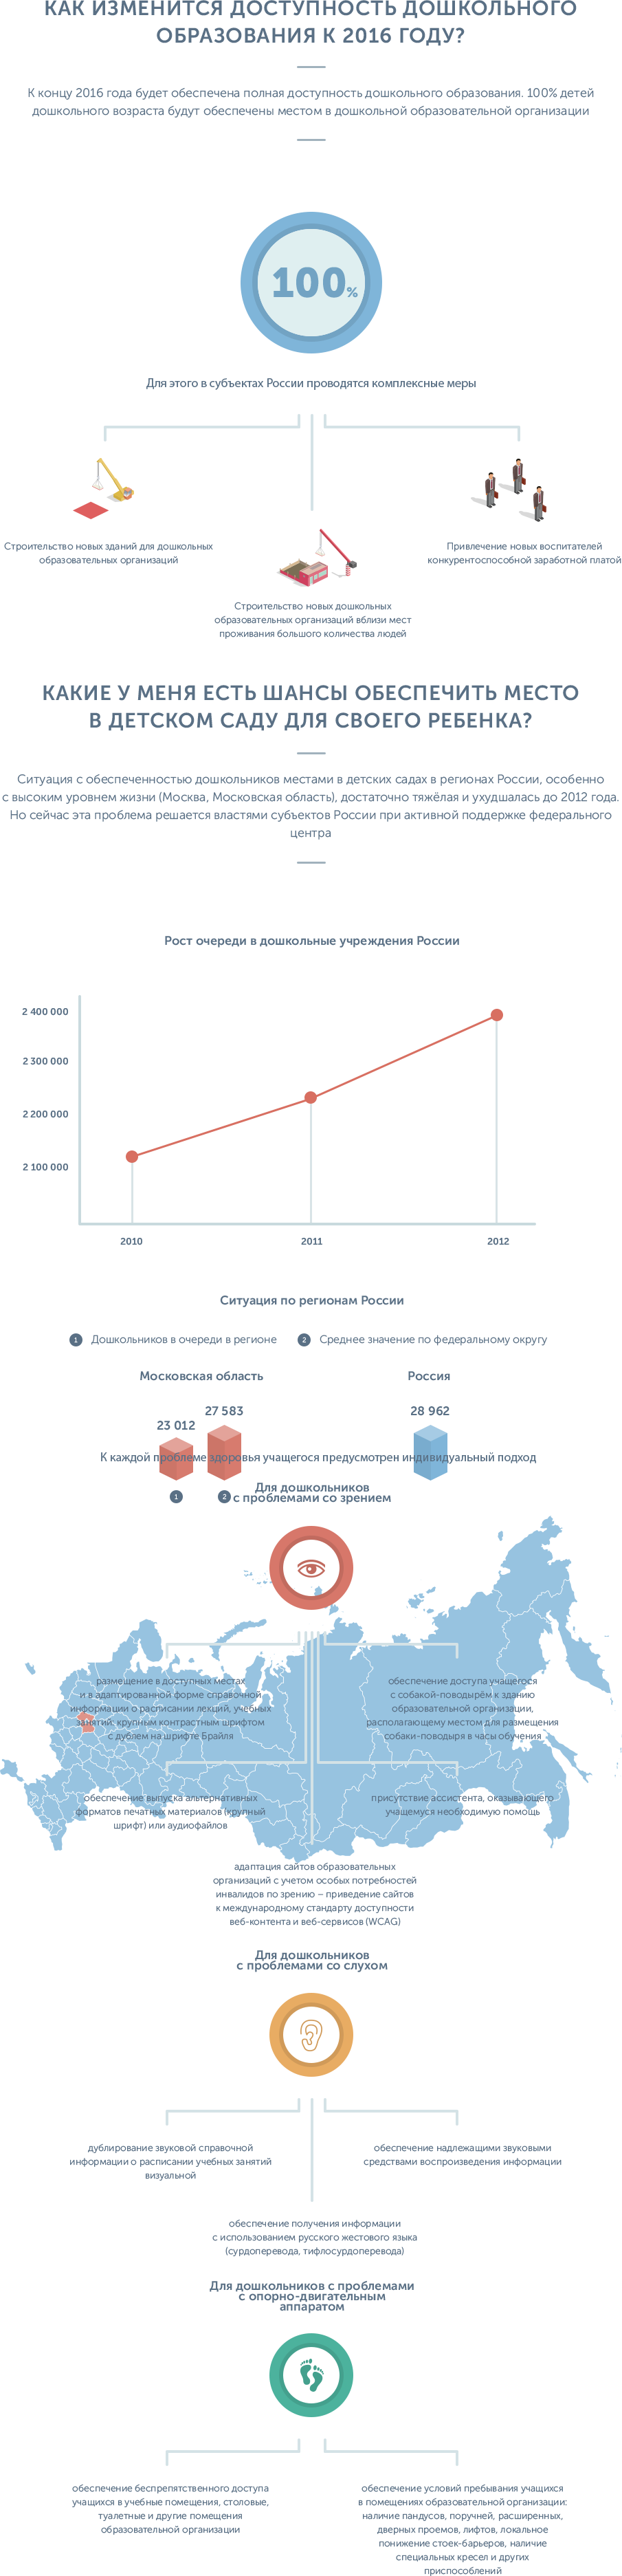 КАК ИЗМЕНИТСЯ ДОСТУПНОСТЬ ДОШКОЛЬНОГО
ОБРАЗОВАНИЯ К 2016 ГОДУ?
К концу 2016 года будет обеспечена полная доступность дошкольного образования. 100% детей
дошкольного возраста будут обеспечены местом в дошкольной образовательной организации
100%
Для этого в субъектах России проводятся комплексные меры
Строительство новых зданий для дошкольных
образовательных организаций
Привлечение новых воспитателей
конкурентоспособной заработной платой
Строительство новых дошкольных
образовательных организаций вблизи мест
проживания большого количества людей
КАКИЕ У МЕНЯ ЕСТЬ ШАНСЫ ОБЕСПЕЧИТЬ МЕСТО
В ДЕТСКОМ САДУ ДЛЯ СВОЕГО РЕБЕНКА?
Ситуация с обеспеченностью дошкольников местами в детских садах в регионах России, особенно
с высоким уровнем жизни (Москва, Московская область), достаточно тяжёлая и ухудшалась до 2012 года.
Но сейчас эта проблема решается властями субъектов России при активной поддержке федерального
центра
Рост очереди в дошкольные учреждения России
2 400 000
2 300 000
2 200 000
2 100 000
2010 2011 2012
Ситуация по регионам России
1 Дошкольников в очереди в регионе 2 Среднее значение по федеральному округу
Московская область Россия
27 583 28 962
23 012
К каждой проблеме здоровья учащегося предусмотрен индивидуальный подход
Для дошкольников
1 2 с проблемами со зрением
размещение в доступных местах
и в адаптированной форме справочной
информации о расписании лекций, учебных
занятий: крупным контрастным шрифтом
с дублем на шрифте Брайля
обеспечение доступа учащегося
с собакой-поводырём к зданию
образовательной организации,
располагающему местом для размещения
собаки-поводыря в часы обучения
обеспечение выпуска альтернативных
форматов печатных материалов (крупный
шрифт) или аудиофайлов
присутствие ассистента, оказывающего
учащемуся необходимую помощь
адаптация сайтов образовательных
организаций с учетом особых потребностей
инвалидов по зрению – приведение сайтов
к международному стандарту доступности
веб-контента и веб-сервисов (WCAG)
Для дошкольников
с проблемами со слухом
дублирование звуковой справочной
информации о расписании учебных занятий
визуальной
обеспечение надлежащими звуковыми
средствами воспроизведения информации
обеспечение получения информации
с использованием русского жестового языка
(сурдоперевода, тифлосурдоперевода)
Для дошкольников с проблемами
с опорно-двигательным
аппаратом
обеспечение беспрепятственного доступа
учащихся в учебные помещения, столовые,
туалетные и другие помещения
образовательной организации
обеспечение условий пребывания учащихся
в помещениях образовательной организации:
наличие пандусов, поручней, расширенных,
дверных проемов, лифтов, локальное
понижение стоек-барьеров, наличие
специальных кресел и других
приспособлений